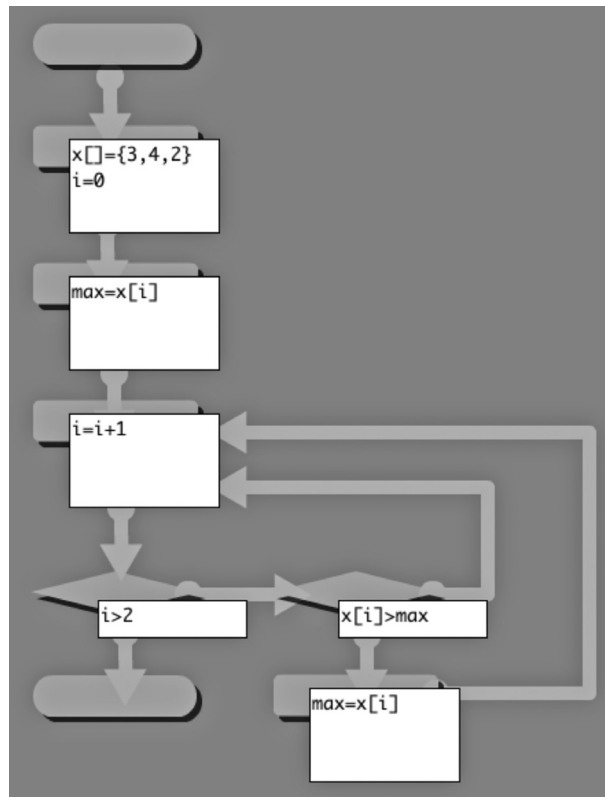 x[]={3,4,2}
i=0
max=x[i]
i=i+1
i>2
x[i]>max
max=x[i]